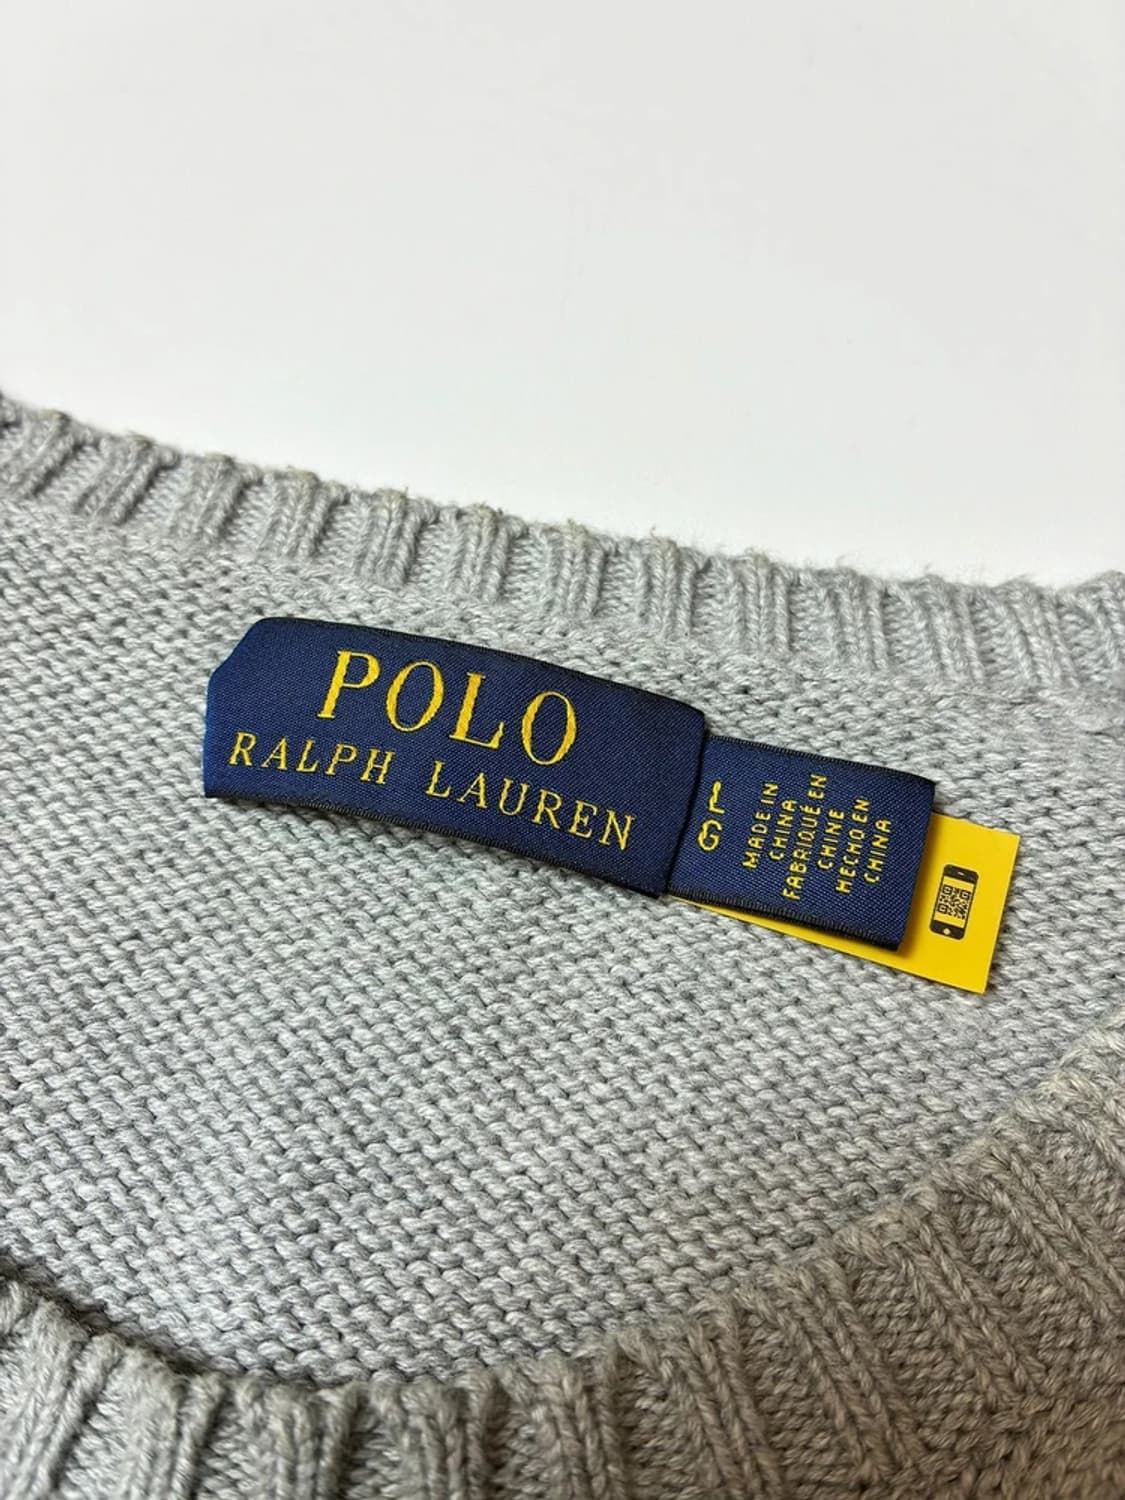 POLO
RALPH LAUREN
L
G
MADE IN
CHINA
FABRIQUÉ EN
CHINE
HECHO EN
CHINA